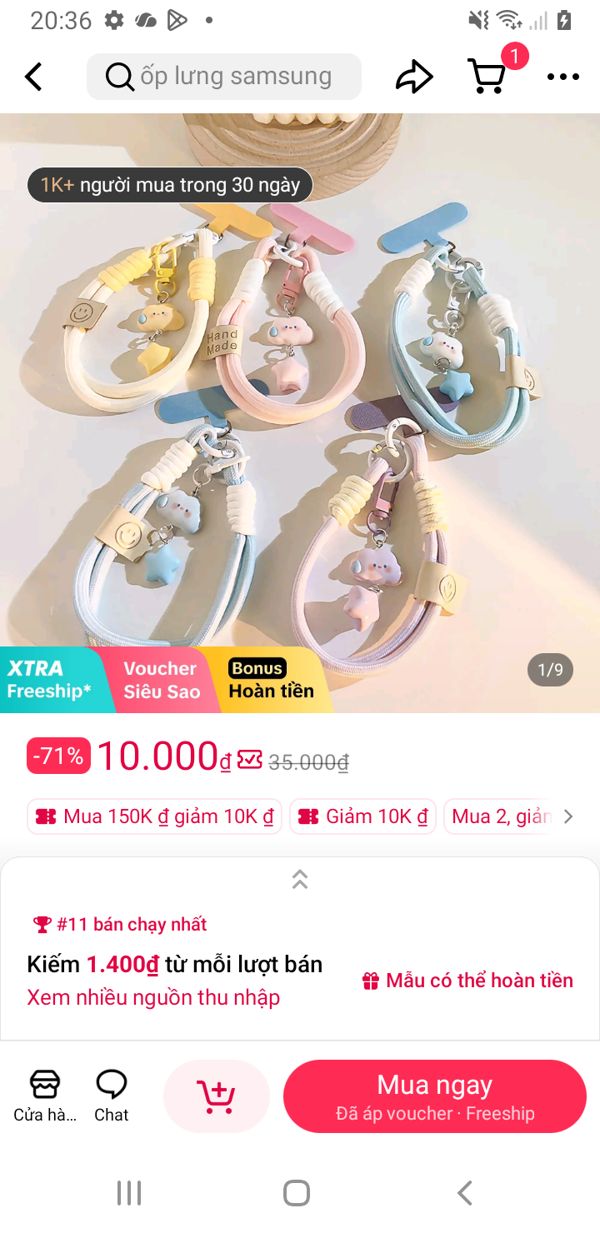 20:36
ốp lưng samsung
1
1K+ người mua trong 30 ngày
Hand
Made
XTRA
Freeship*
Voucher
Siêu Sao
Bonus
Hoàn tiền
1/9
-71% 10.000₫ 35.000₫
Mua 150K ₫ giảm 10K ₫
Giảm 10K ₫
Mua 2, giản
#11 bán chạy nhất
Kiếm 1.400₫ từ mỗi lượt bán
Xem nhiều nguồn thu nhập
Mẫu có thể hoàn tiền
Cửa hà...
Chat
Mua ngay
Đã áp voucher · Freeship